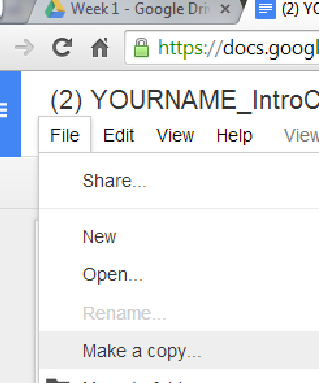 Week 1 - Google Dri
(2) YO
https://docs.googl
(2) YOURNAME_IntroC
File Edit View Help View
Share...
New
Open...
Rename...
Make a copy...